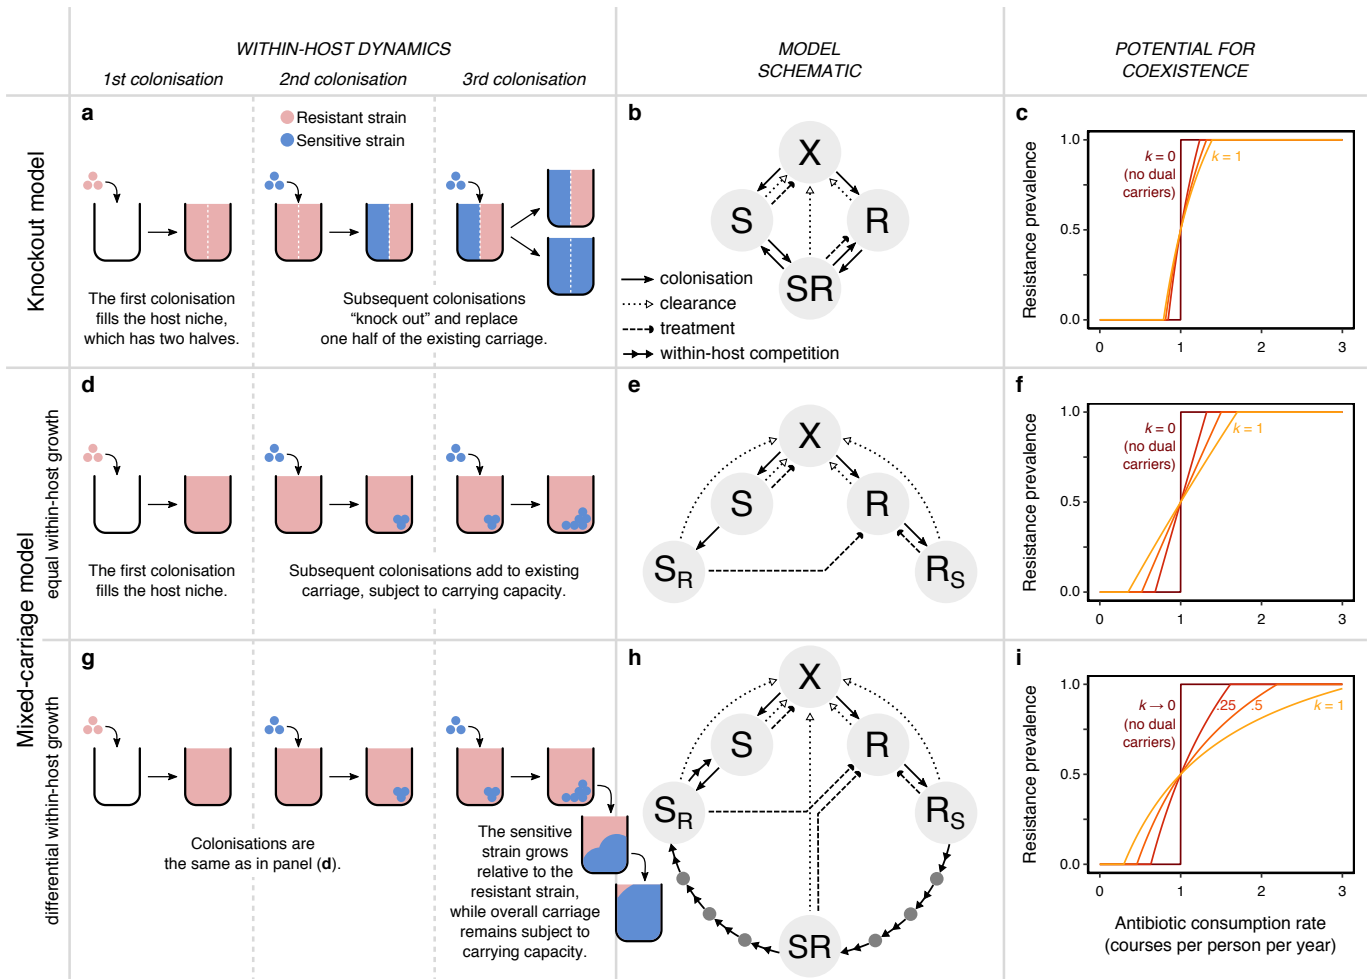 WITHIN-HOST DYNAMICS
MODEL
SCHEMATIC
POTENTIAL FOR
COEXISTENCE
1st colonisation
2nd colonisation
3rd colonisation
Knockout model
a
Resistant strain
Sensitive strain
The first colonisation
fills the host niche,
which has two halves.
Subsequent colonisations
“knock out” and replace
one half of the existing carriage.
b
X
S
R
SR
colonisation
clearance
treatment
within-host competition
c
Resistance prevalence
1.0
0.5
0.0
k = 0
(no dual
carriers)
k = 1
0
1
2
3
Mixed-carriage model
equal within-host growth
d
The first colonisation
fills the host niche.
Subsequent colonisations add to existing
carriage, subject to carrying capacity.
e
X
S
R
SR
RS
f
Resistance prevalence
1.0
0.5
0.0
k = 0
(no dual
carriers)
k = 1
0
1
2
3
differential within-host growth
g
Colonisations are
the same as in panel (d).
The sensitive
strain grows
relative to the
resistant strain,
while overall carriage
remains subject to
carrying capacity.
h
X
S
R
SR
RS
SR
i
Resistance prevalence
1.0
0.5
0.0
k → 0
(no dual
carriers)
.25
.5
k = 1
0
1
2
3
Antibiotic consumption rate
(courses per person per year)